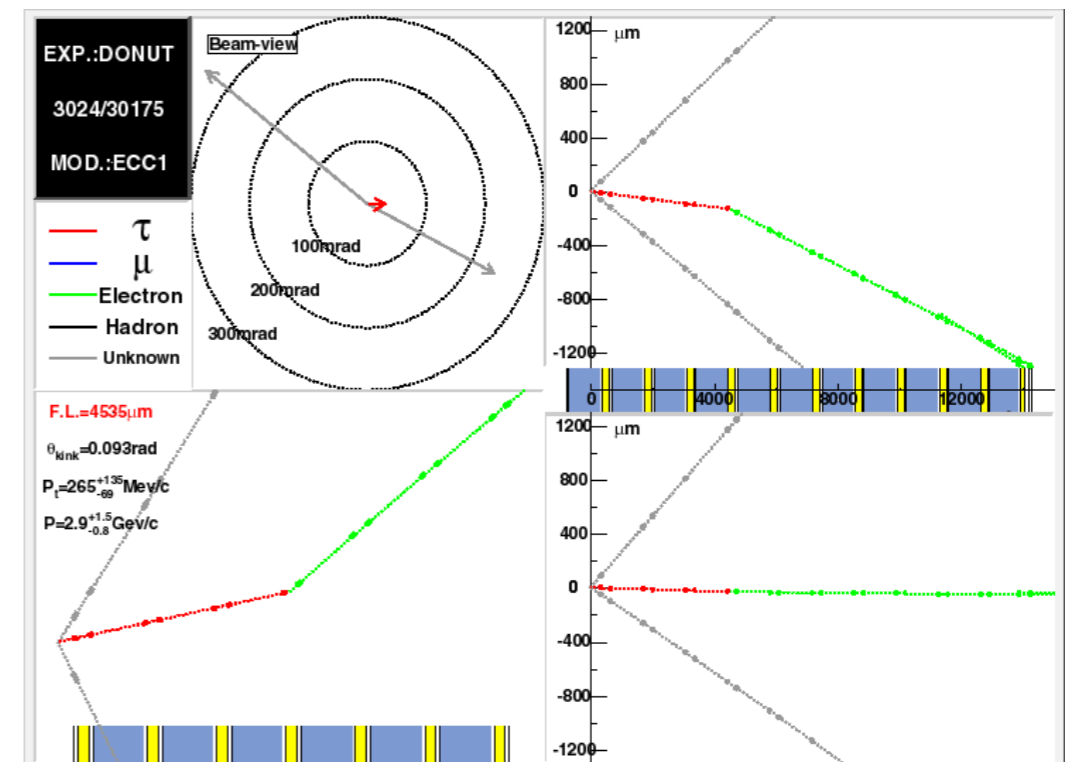 EXP.:DONUT
3024/30175
MOD.:ECC1
τ
μ
Electron
Hadron
Unknown
Beam-view
100mrad
200mrad
300mrad
1200
μm
800
400
0
-400
-800
-1200
0
4000
8000
12000
F.L.=4535μm
θkink=0.093rad
Pt=265+135-69Mev/c
P=2.9+1.5-0.8Gev/c
1200
μm
800
400
0
-400
-800
-1200